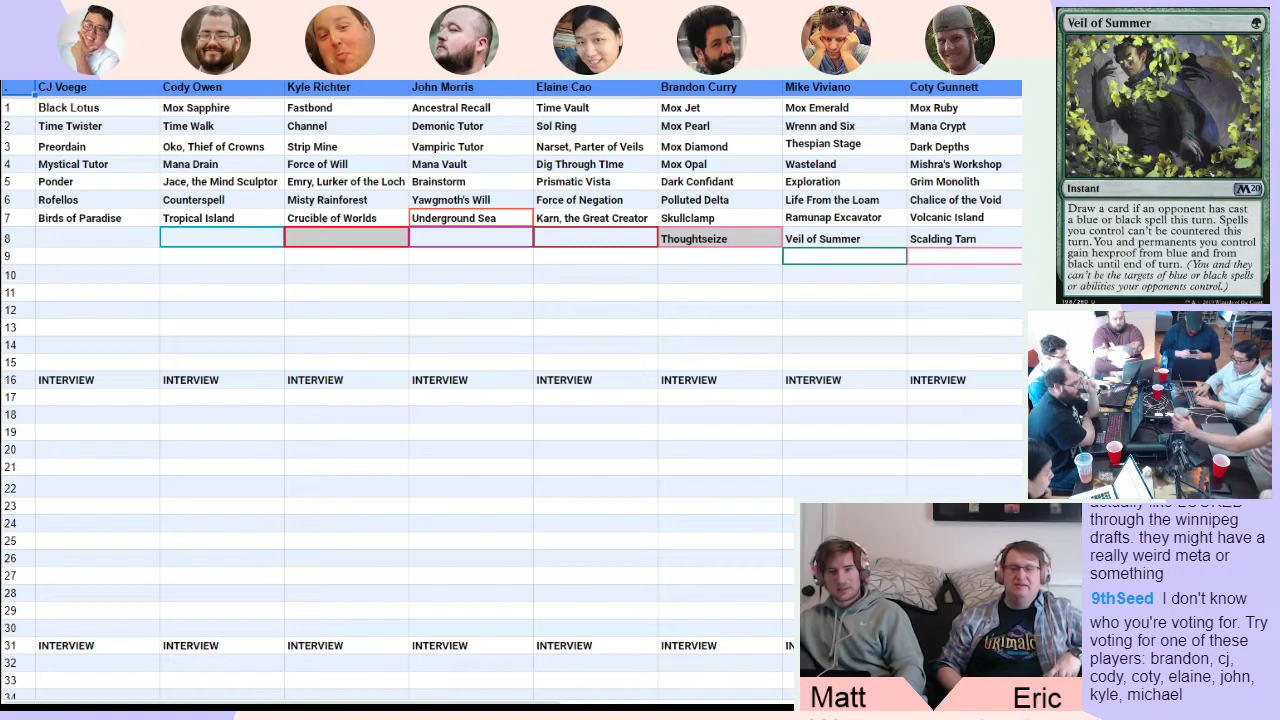 . CJ Voege Cody Owen Kyle Richter John Morris Elaine Cao Brandon Curry Mike Viviano Coty Gunnett
1 Black Lotus Mox Sapphire Fastbond Ancestral Recall Time Vault Mox Jet Mox Emerald Mox Ruby
2 Time Twister Time Walk Channel Demonic Tutor Sol Ring Mox Pearl Wrenn and Six Mana Crypt
3 Preordain Oko, Thief of Crowns Strip Mine Vampiric Tutor Narset, Parter of Veils Mox Diamond Thespian Stage Dark Depths
4 Mystical Tutor Mana Drain Force of Will Mana Vault Dig Through TIme Mox Opal Wasteland Mishra's Workshop
5 Ponder Jace, the Mind Sculptor Emry, Lurker of the Loch Brainstorm Prismatic Vista Dark Confidant Exploration Grim Monolith
6 Rofellos Counterspell Misty Rainforest Yawgmoth's Will Force of Negation Polluted Delta Life From the Loam Chalice of the Void
7 Birds of Paradise Tropical Island Crucible of Worlds Underground Sea Karn, the Great Creator Skullclamp Ramunap Excavator Volcanic Island
8 Thoughtseize Veil of Summer Scalding Tarn
9
10
11
12
13
14
15
16 INTERVIEW INTERVIEW INTERVIEW INTERVIEW INTERVIEW INTERVIEW INTERVIEW INTERVIEW
17
18
19
20
21
22
23
24
25
26
27
28
29
30
31 INTERVIEW INTERVIEW INTERVIEW INTERVIEW INTERVIEW INTERVIEW IN
32
33
34
Veil of Summer
Instant
M20
Draw a card if an opponent has cast
a blue or black spell this turn. Spells
you control can't be countered this
turn. You and permanents you control
gain hexproof from blue and from
black until end of turn. (You and they
can't be the targets of blue or black spells
or abilities your opponents control.)
198/280 U
through the winnipeg
drafts. they might have a
really weird meta or
something
9thSeed I don't know
who you're voting for. Try
voting for one of these
players: brandon, cj,
cody, coty, elaine, john,
kyle, michael
Matt Eric